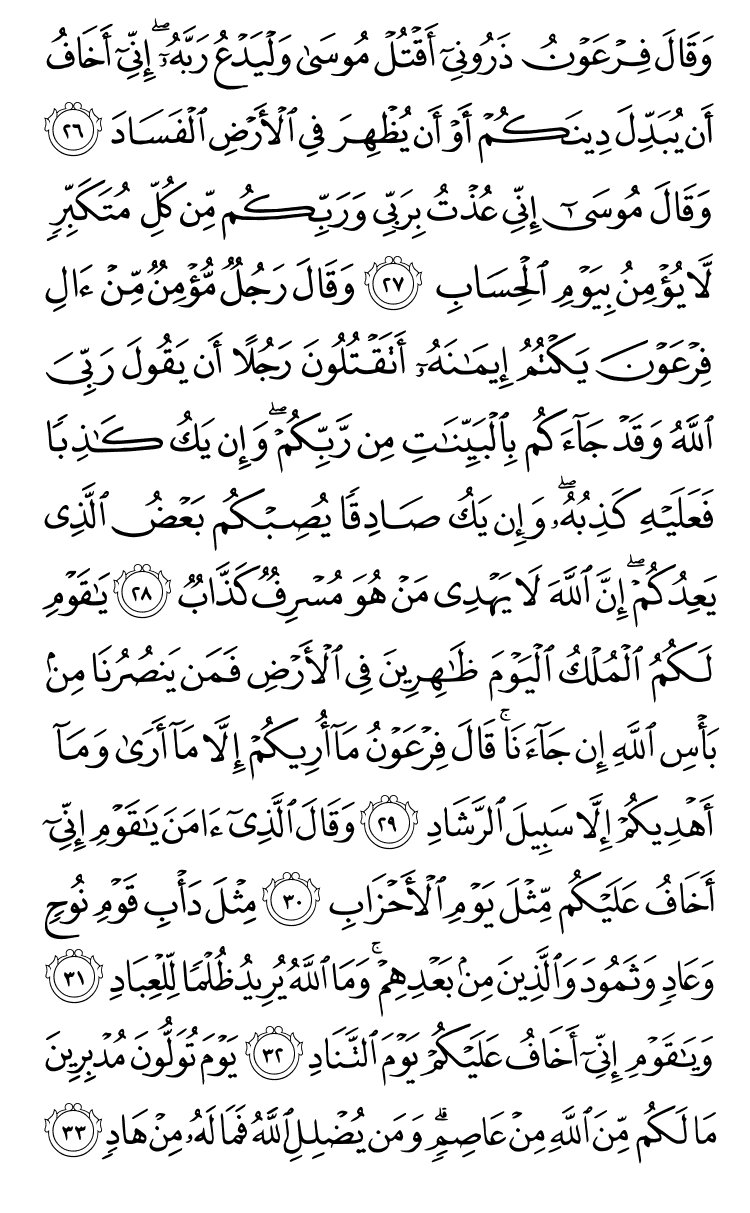 وَقَالَ فِرۡعَوۡنُ ذَرُونِيٓ أَقۡتُلۡ مُوسَىٰ وَلۡيَدۡعُ رَبَّهُۥٓۖ إِنِّيٓ أَخَافُ
أَن يُبَدِّلَ دِينَكُمۡ أَوۡ أَن يُظۡهِرَ فِي ٱلۡأَرۡضِ ٱلۡفَسَادَ ٢٦
وَقَالَ مُوسَىٰٓ إِنِّي عُذۡتُ بِرَبِّي وَرَبِّكُم مِّن كُلِّ مُتَكَبِّرٖ
لَّا يُؤۡمِنُ بِيَوۡمِ ٱلۡحِسَابِ ٢٧ وَقَالَ رَجُلٞ مُّؤۡمِنٞ مِّنۡ ءَالِ
فِرۡعَوۡنَ يَكۡتُمُ إِيمَٰنَهُۥٓ أَتَقۡتُلُونَ رَجُلًا أَن يَقُولَ رَبِّيَ
ٱللَّهُ وَقَدۡ جَآءَكُم بِٱلۡبَيِّنَٰتِ مِن رَّبِّكُمۡۖ وَإِن يَكُ كَٰذِبٗا
فَعَلَيۡهِ كَذِبُهُۥۖ وَإِن يَكُ صَادِقٗا يُصِبۡكُم بَعۡضُ ٱلَّذِي
يَعِدُكُمۡۖ إِنَّ ٱللَّهَ لَا يَهۡدِي مَنۡ هُوَ مُسۡرِفٞ كَذَّابٞ ٢٨ يَٰقَوۡمِ
لَكُمُ ٱلۡمُلۡكُ ٱلۡيَوۡمَ ظَٰهِرِينَ فِي ٱلۡأَرۡضِ فَمَن يَنصُرُنَا مِنۢ
بَأۡسِ ٱللَّهِ إِن جَآءَنَاۚ قَالَ فِرۡعَوۡنُ مَآ أُرِيكُمۡ إِلَّا مَآ أَرَىٰ وَمَآ
أَهۡدِيكُمۡ إِلَّا سَبِيلَ ٱلرَّشَادِ ٢٩ وَقَالَ ٱلَّذِيٓ ءَامَنَ يَٰقَوۡمِ إِنِّيٓ
أَخَافُ عَلَيۡكُم مِّثۡلَ يَوۡمِ ٱلۡأَحۡزَابِ ٣٠ مِثۡلَ دَأۡبِ قَوۡمِ نُوحٖ
وَعَادٖ وَثَمُودَ وَٱلَّذِينَ مِنۢ بَعۡدِهِمۡۚ وَمَا ٱللَّهُ يُرِيدُ ظُلۡمٗا لِّلۡعِبَادِ ٣١
وَيَٰقَوۡمِ إِنِّيٓ أَخَافُ عَلَيۡكُمۡ يَوۡمَ ٱلتَّنَادِ ٣٢ يَوۡمَ تُوَلُّونَ مُدۡبِرِينَ
مَا لَكُم مِّنَ ٱللَّهِ مِنۡ عَاصِمٖۗ وَمَن يُضۡلِلِ ٱللَّهُ فَمَا لَهُۥ مِنۡ هَادٖ ٣٣